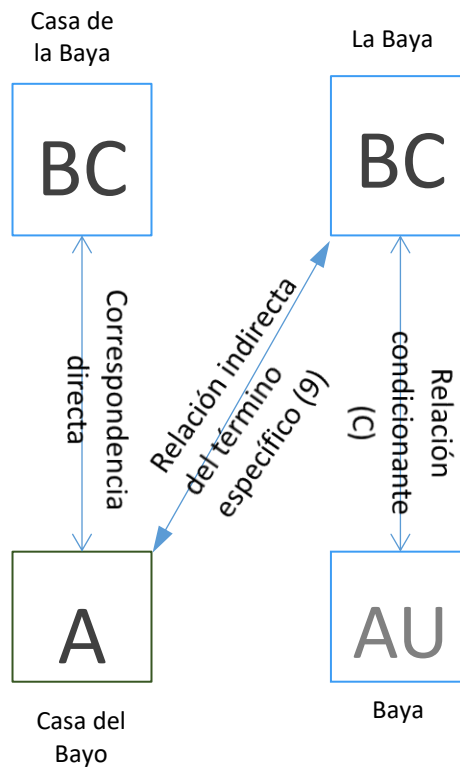 Casa de
la Baya
La Baya
BC
BC
Correspondencia
directa
Relación indirecta
del término
específico (9)
Relación
condicionante
(C)
A
AU
Casa del
Bayo
Baya